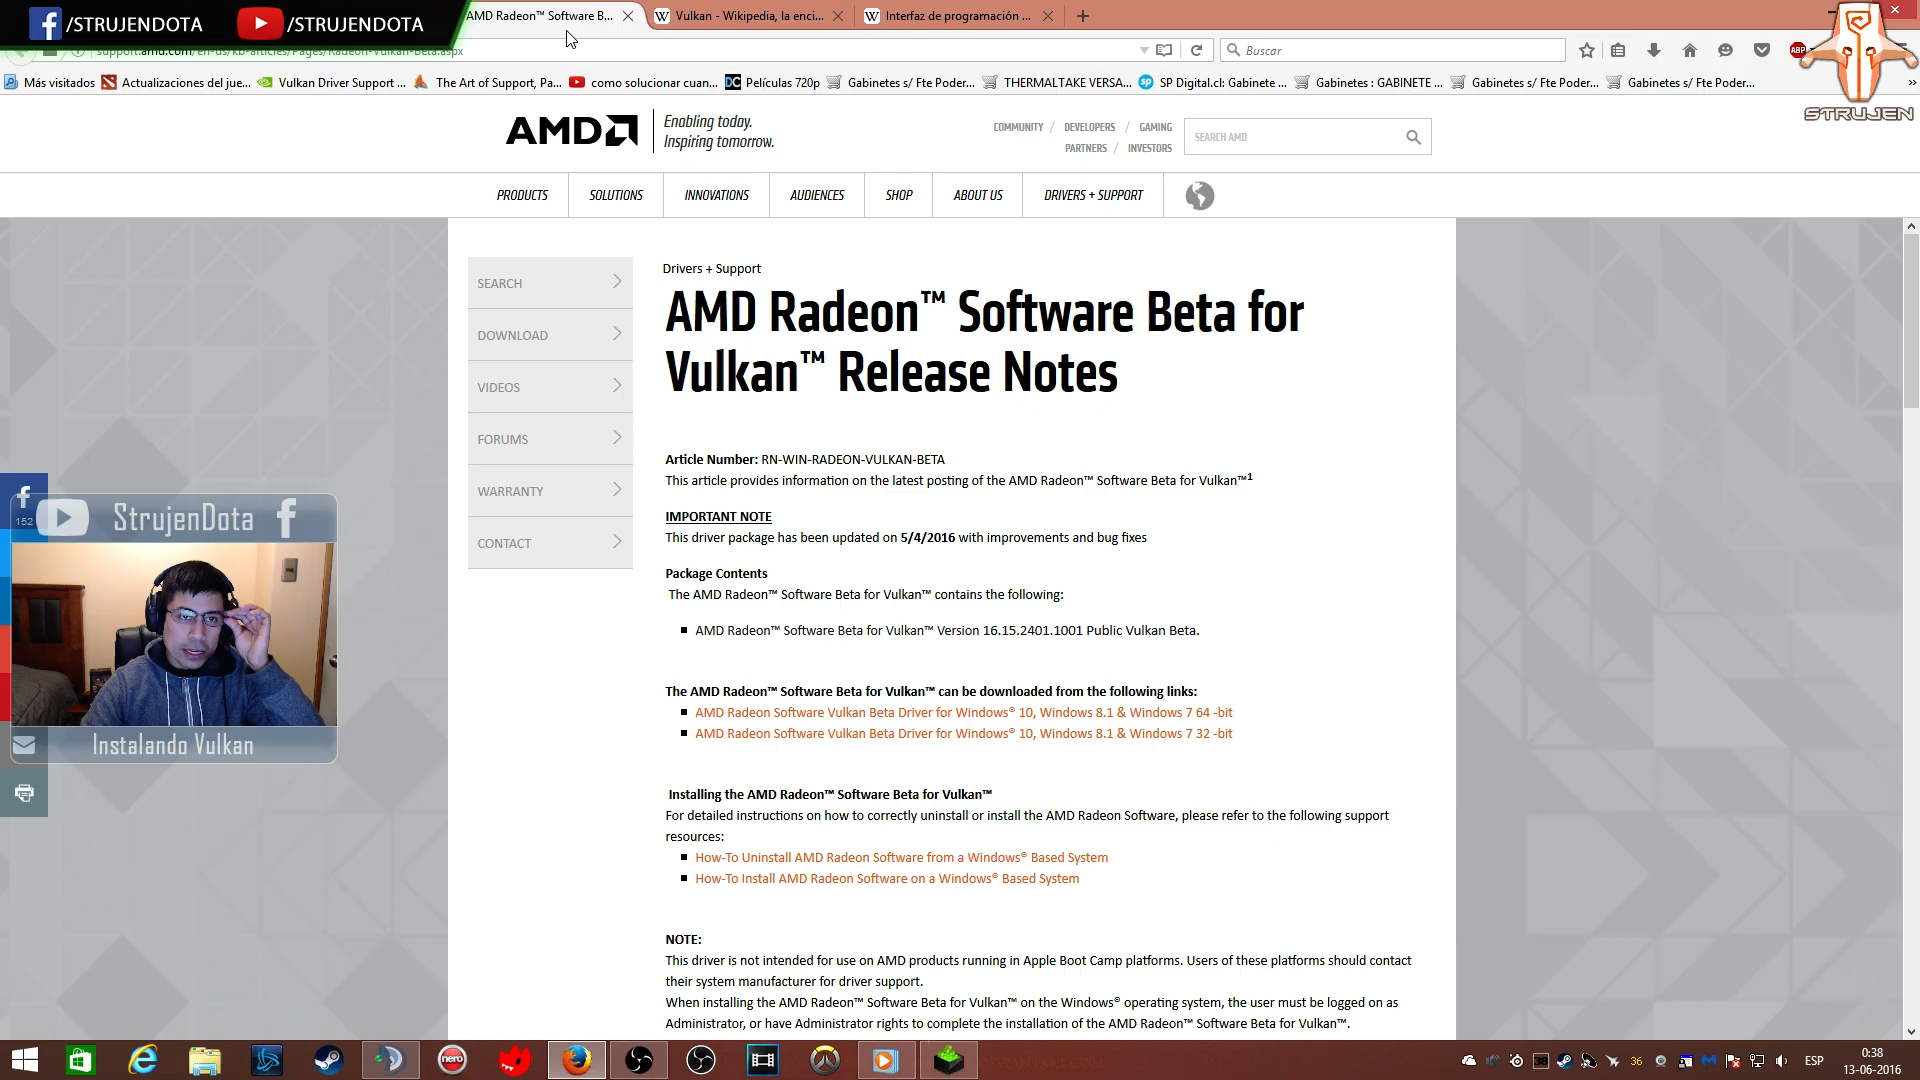 /STRUJENDOTA
/STRUJENDOTA
AMD Radeon™ Software B...
Vulkan - Wikipedia, la enci...
Interfaz de programación ...
support.amd.com/en-us/kb-articles/Pages/Radeon-Vulkan-Beta.aspx
Buscar
ABP
Más visitados
Actualizaciones del jue...
Vulkan Driver Support ...
The Art of Support, Pa...
como solucionar cuan...
DC Películas 720p
Gabinetes s/ Fte Poder...
THERMALTAKE VERSA...
sp SP Digital.cl: Gabinete ...
Gabinetes : GABINETE ...
Gabinetes s/ Fte Poder...
Gabinetes s/ Fte Poder...
STRUJEN
AMD
Enabling today.
Inspiring tomorrow.
COMMUNITY / DEVELOPERS / GAMING
PARTNERS / INVESTORS
SEARCH AMD
PRODUCTS
SOLUTIONS
INNOVATIONS
AUDIENCES
SHOP
ABOUT US
DRIVERS + SUPPORT
SEARCH
DOWNLOAD
VIDEOS
FORUMS
WARRANTY
CONTACT
Drivers + Support
AMD Radeon™ Software Beta for
Vulkan™ Release Notes
Article Number: RN-WIN-RADEON-VULKAN-BETA
This article provides information on the latest posting of the AMD Radeon™ Software Beta for Vulkan™1
IMPORTANT NOTE
This driver package has been updated on 5/4/2016 with improvements and bug fixes
Package Contents
The AMD Radeon™ Software Beta for Vulkan™ contains the following:
AMD Radeon™ Software Beta for Vulkan™ Version 16.15.2401.1001 Public Vulkan Beta.
The AMD Radeon™ Software Beta for Vulkan™ can be downloaded from the following links:
AMD Radeon Software Vulkan Beta Driver for Windows® 10, Windows 8.1 & Windows 7 64 -bit
AMD Radeon Software Vulkan Beta Driver for Windows® 10, Windows 8.1 & Windows 7 32 -bit
Installing the AMD Radeon™ Software Beta for Vulkan™
For detailed instructions on how to correctly uninstall or install the AMD Radeon Software, please refer to the following support
resources:
How-To Uninstall AMD Radeon Software from a Windows® Based System
How-To Install AMD Radeon Software on a Windows® Based System
NOTE:
This driver is not intended for use on AMD products running in Apple Boot Camp platforms. Users of these platforms should contact
their system manufacturer for driver support.
When installing the AMD Radeon™ Software Beta for Vulkan™ on the Windows® operating system, the user must be logged on as
Administrator, or have Administrator rights to complete the installation of the AMD Radeon™ Software Beta for Vulkan™.
152
StrujenDota
Instalando Vulkan
nero
36
ESP
0:38
13-06-2016